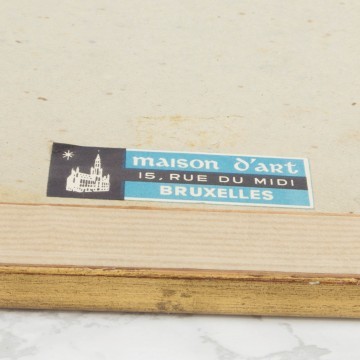 maison d'art
15, RUE DU MIDI
BRUXELLES